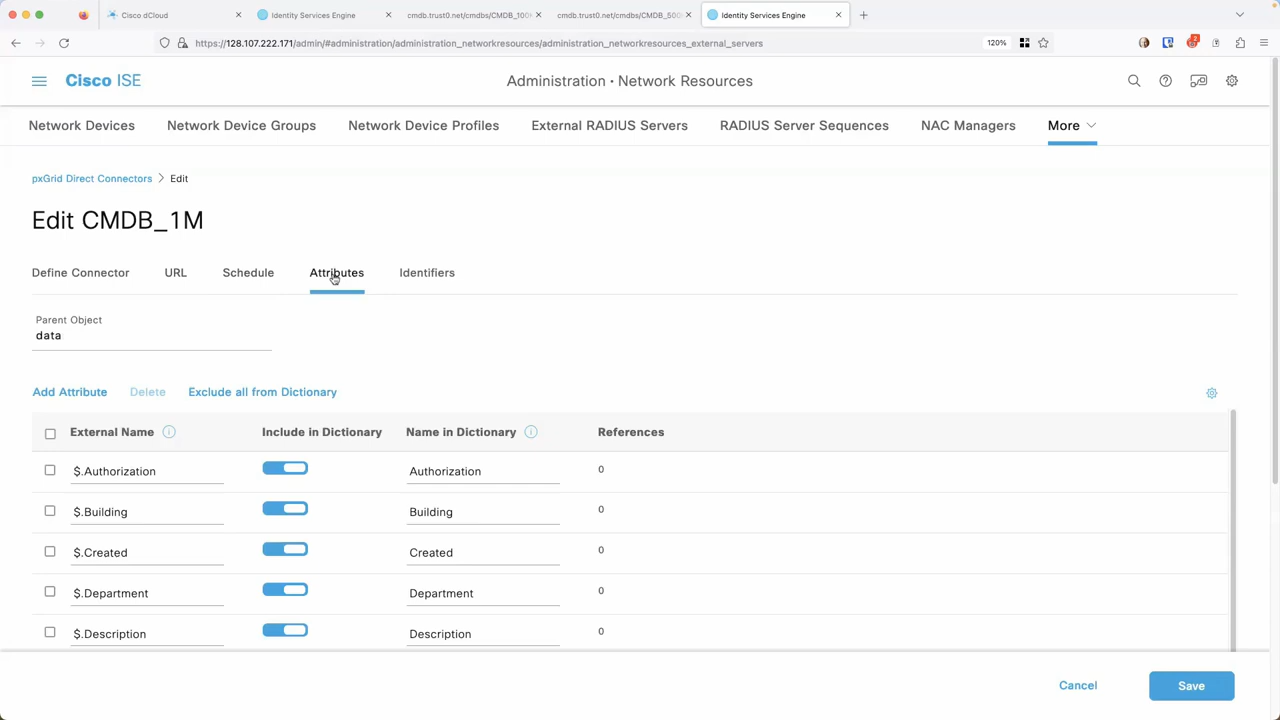 Cisco dCloud
Identity Services Engine
cmdb.trust0.net/cmdbs/CMDB_100
cmdb.trust0.net/cmdbs/CMDB_500
Identity Services Engine
https://128.107.222.171/admin/#administration/administration_networkresources/administration_networkresources_external_servers
120%
2
Cisco ISE
Administration · Network Resources
Network Devices
Network Device Groups
Network Device Profiles
External RADIUS Servers
RADIUS Server Sequences
NAC Managers
More
pxGrid Direct Connectors > Edit
Edit CMDB_1M
Define Connector
URL
Schedule
Attributes
Identifiers
Parent Object
data
Add Attribute
Delete
Exclude all from Dictionary
External Name
Include in Dictionary
Name in Dictionary
References
$.Authorization
Authorization
0
$.Building
Building
0
$.Created
Created
0
$.Department
Department
0
$.Description
Description
0
Cancel
Save